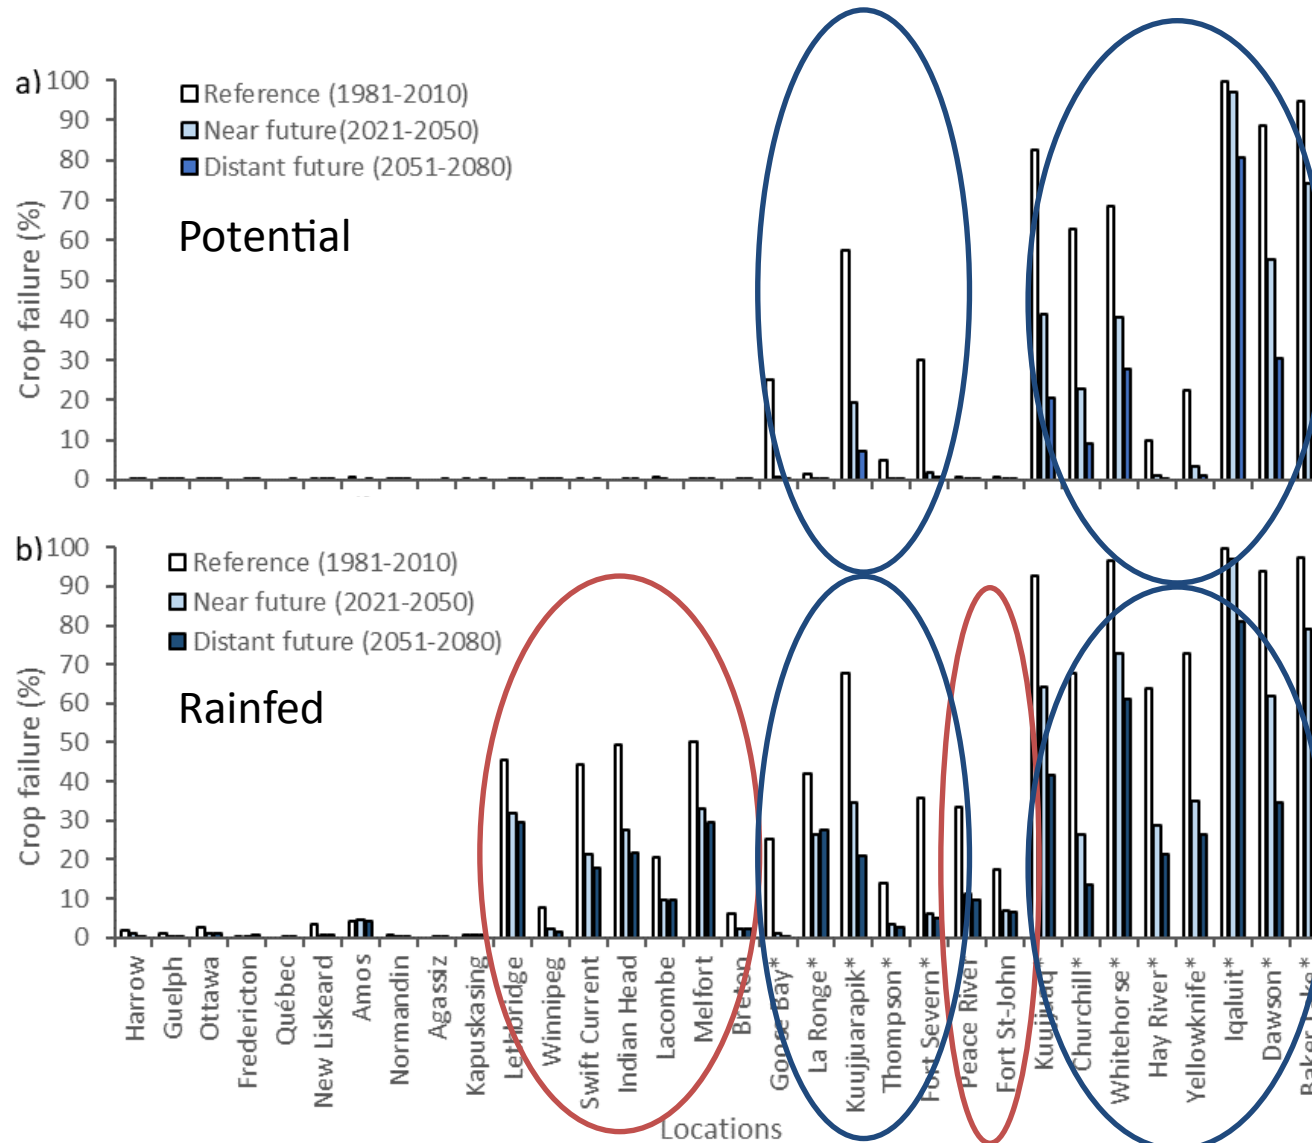 a)
100
90
80
70
60
50
40
30
20
10
0
Crop failure (%)
Reference (1981-2010)
Near future(2021-2050)
Distant future (2051-2080)
Potential
b)
100
90
80
70
60
50
40
30
20
10
0
Crop failure (%)
Reference (1981-2010)
Near future (2021-2050)
Distant future (2051-2080)
Rainfed
Harrow
Guelph
Ottawa
Fredericton
Québec
New Liskeard
Amos
Normandin
Agassiz
Kapuskasing
Lethbridge
Winnipeg
Swift Current
Indian Head
Lacombe
Melfort
Breton
Goose Bay*
La Ronge*
Kuujjuarapik*
Thompson*
Fort Severn*
Peace River
Fort St-John
Kuujjuaq*
Churchill*
Whitehorse*
Hay River*
Yellowknife*
Iqaluit*
Dawson*
Baker Lake*
Locations